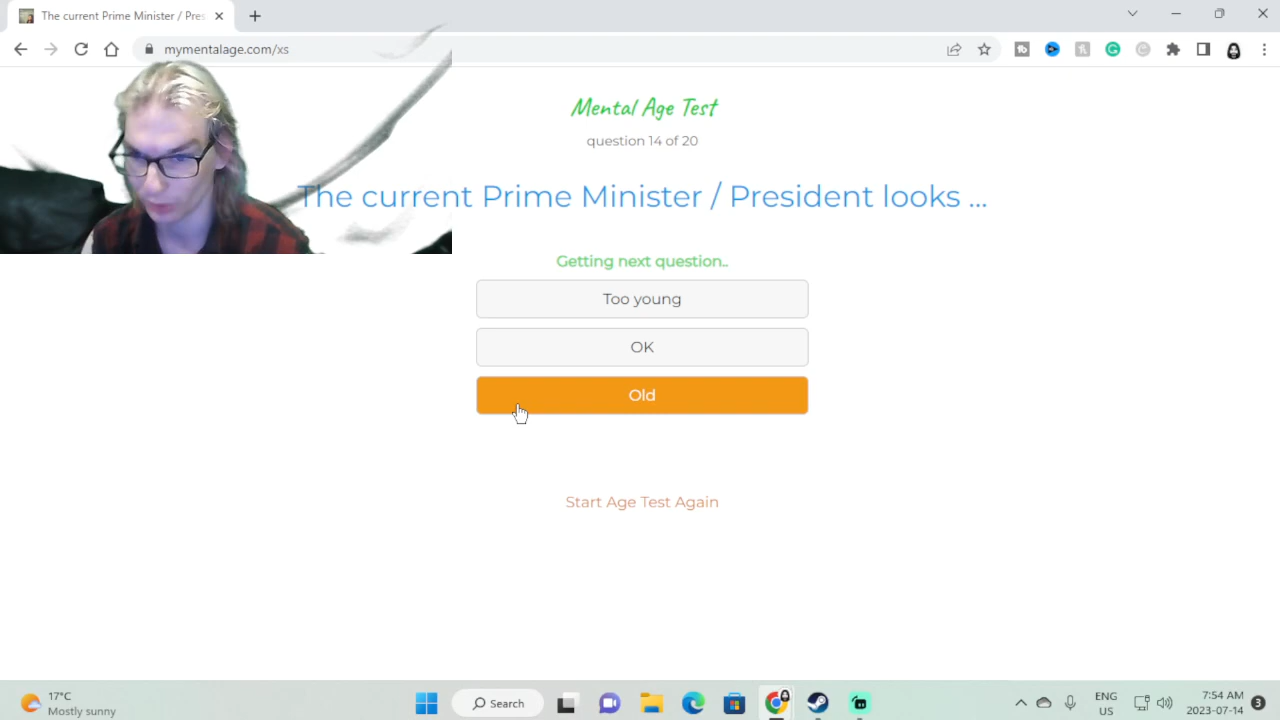 The current Prime Minister / Pres
mymentalage.com/xs
Mental Age Test
question 14 of 20
The current Prime Minister / President looks ...
Getting next question..
Too young
OK
Old
Start Age Test Again
17°C
Mostly sunny
Search
ENG
US
7:54 AM
2023-07-14
3